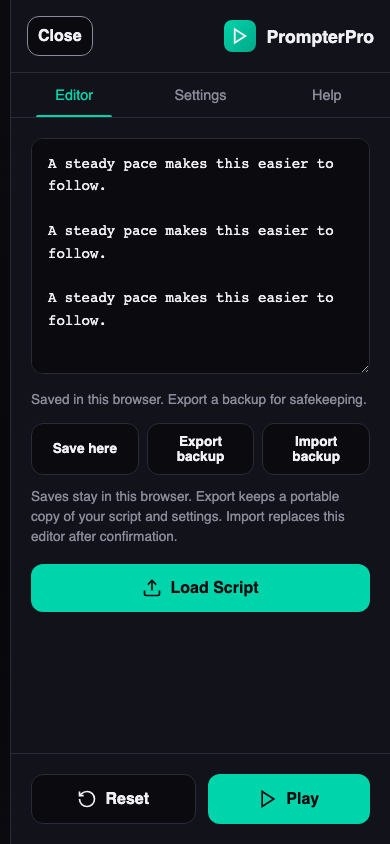 Close
PrompterPro
Editor
Settings
Help
A steady pace makes this easier to
follow.
A steady pace makes this easier to
follow.
A steady pace makes this easier to
follow.
Saved in this browser. Export a backup for safekeeping.
Save here
Export
backup
Import
backup
Saves stay in this browser. Export keeps a portable
copy of your script and settings. Import replaces this
editor after confirmation.
Load Script
Reset
Play